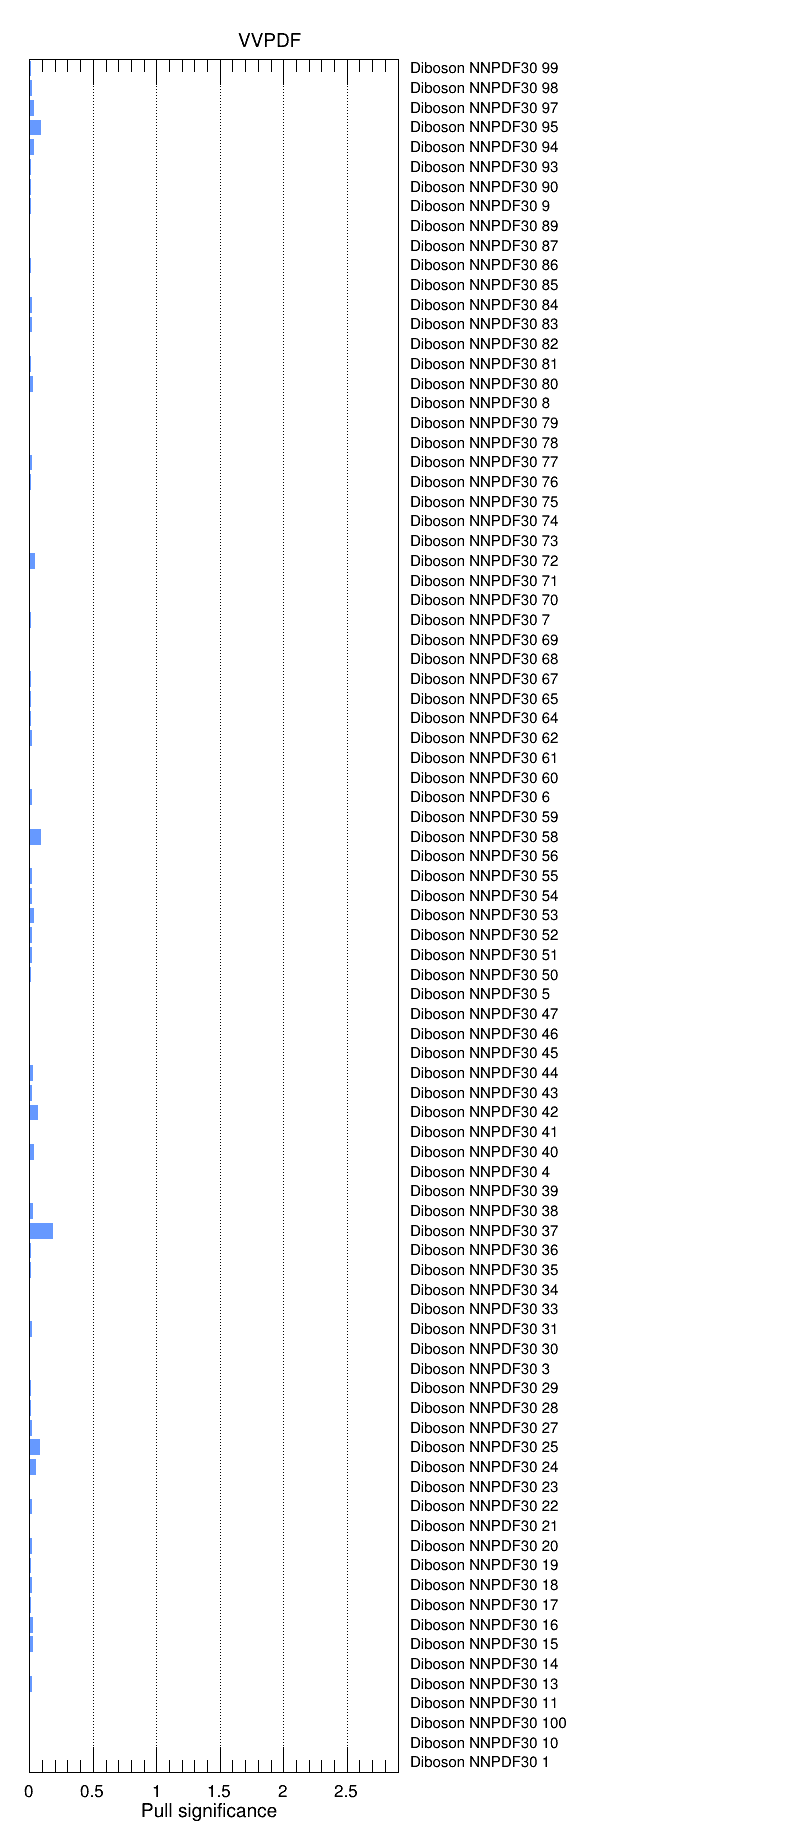 VVPDF
Diboson NNPDF30 99
Diboson NNPDF30 98
Diboson NNPDF30 97
Diboson NNPDF30 95
Diboson NNPDF30 94
Diboson NNPDF30 93
Diboson NNPDF30 90
Diboson NNPDF30 9
Diboson NNPDF30 89
Diboson NNPDF30 87
Diboson NNPDF30 86
Diboson NNPDF30 85
Diboson NNPDF30 84
Diboson NNPDF30 83
Diboson NNPDF30 82
Diboson NNPDF30 81
Diboson NNPDF30 80
Diboson NNPDF30 8
Diboson NNPDF30 79
Diboson NNPDF30 78
Diboson NNPDF30 77
Diboson NNPDF30 76
Diboson NNPDF30 75
Diboson NNPDF30 74
Diboson NNPDF30 73
Diboson NNPDF30 72
Diboson NNPDF30 71
Diboson NNPDF30 70
Diboson NNPDF30 7
Diboson NNPDF30 69
Diboson NNPDF30 68
Diboson NNPDF30 67
Diboson NNPDF30 65
Diboson NNPDF30 64
Diboson NNPDF30 62
Diboson NNPDF30 61
Diboson NNPDF30 60
Diboson NNPDF30 6
Diboson NNPDF30 59
Diboson NNPDF30 58
Diboson NNPDF30 56
Diboson NNPDF30 55
Diboson NNPDF30 54
Diboson NNPDF30 53
Diboson NNPDF30 52
Diboson NNPDF30 51
Diboson NNPDF30 50
Diboson NNPDF30 5
Diboson NNPDF30 47
Diboson NNPDF30 46
Diboson NNPDF30 45
Diboson NNPDF30 44
Diboson NNPDF30 43
Diboson NNPDF30 42
Diboson NNPDF30 41
Diboson NNPDF30 40
Diboson NNPDF30 4
Diboson NNPDF30 39
Diboson NNPDF30 38
Diboson NNPDF30 37
Diboson NNPDF30 36
Diboson NNPDF30 35
Diboson NNPDF30 34
Diboson NNPDF30 33
Diboson NNPDF30 31
Diboson NNPDF30 30
Diboson NNPDF30 3
Diboson NNPDF30 29
Diboson NNPDF30 28
Diboson NNPDF30 27
Diboson NNPDF30 25
Diboson NNPDF30 24
Diboson NNPDF30 23
Diboson NNPDF30 22
Diboson NNPDF30 21
Diboson NNPDF30 20
Diboson NNPDF30 19
Diboson NNPDF30 18
Diboson NNPDF30 17
Diboson NNPDF30 16
Diboson NNPDF30 15
Diboson NNPDF30 14
Diboson NNPDF30 13
Diboson NNPDF30 11
Diboson NNPDF30 100
Diboson NNPDF30 10
Diboson NNPDF30 1
0 0.5 1 1.5 2 2.5
Pull significance